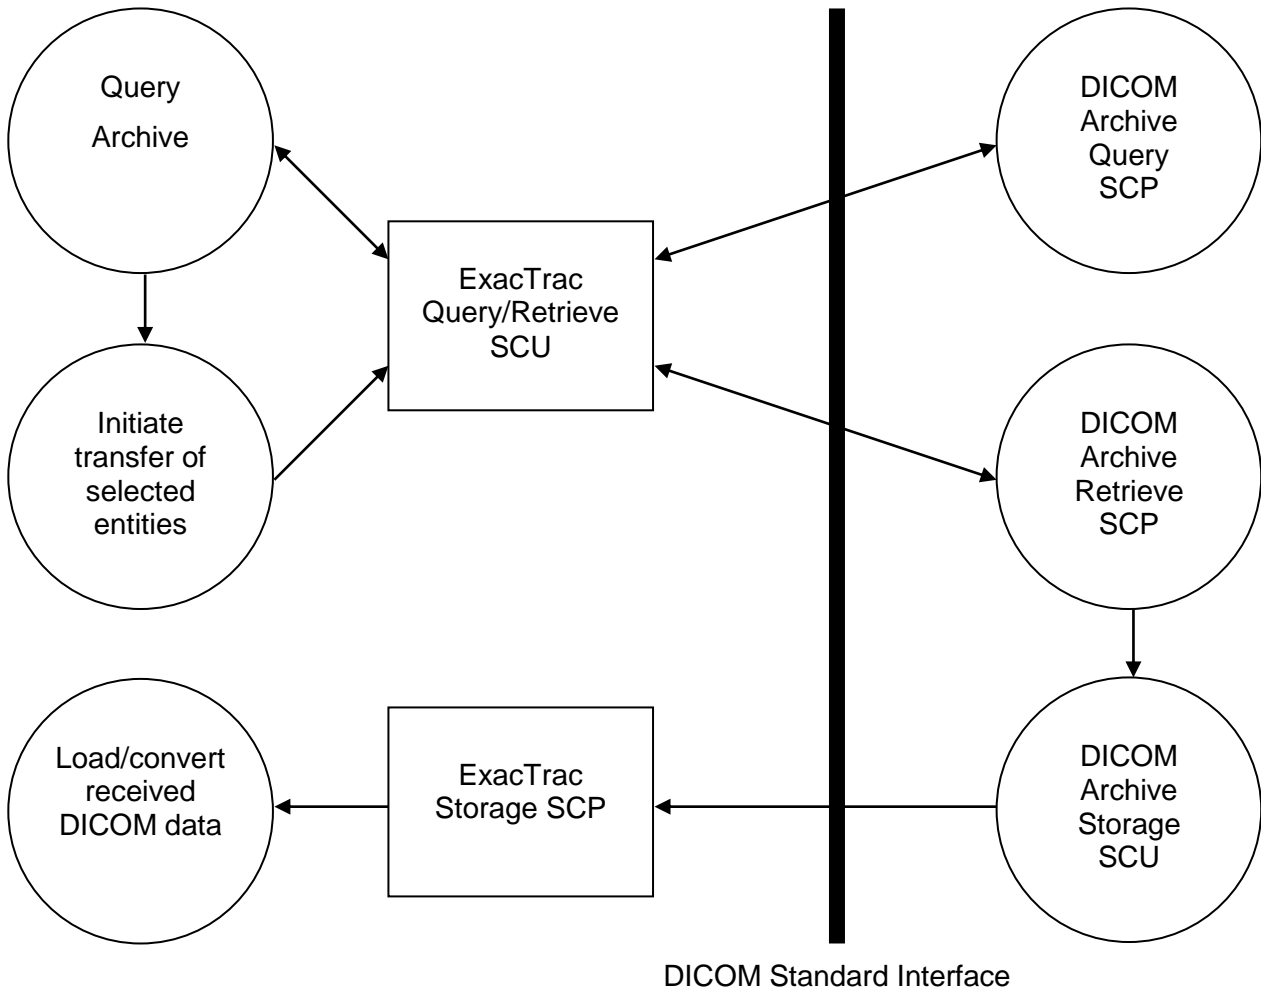 Query
Archive
DICOM
Archive
Query
SCP
ExacTrac
Query/Retrieve
SCU
Initiate
transfer of
selected
entities
DICOM
Archive
Retrieve
SCP
Load/convert
received
DICOM data
ExacTrac
Storage SCP
DICOM
Archive
Storage
SCU
DICOM Standard Interface